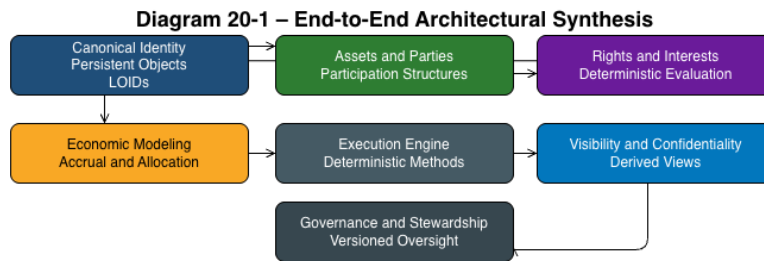 Diagram 20-1 – End-to-End Architectural Synthesis
Canonical Identity
Persistent Objects
LOIDs
Assets and Parties
Participation Structures
Rights and Interests
Deterministic Evaluation
Economic Modeling
Accrual and Allocation
Execution Engine
Deterministic Methods
Visibility and Confidentiality
Derived Views
Governance and Stewardship
Versioned Oversight